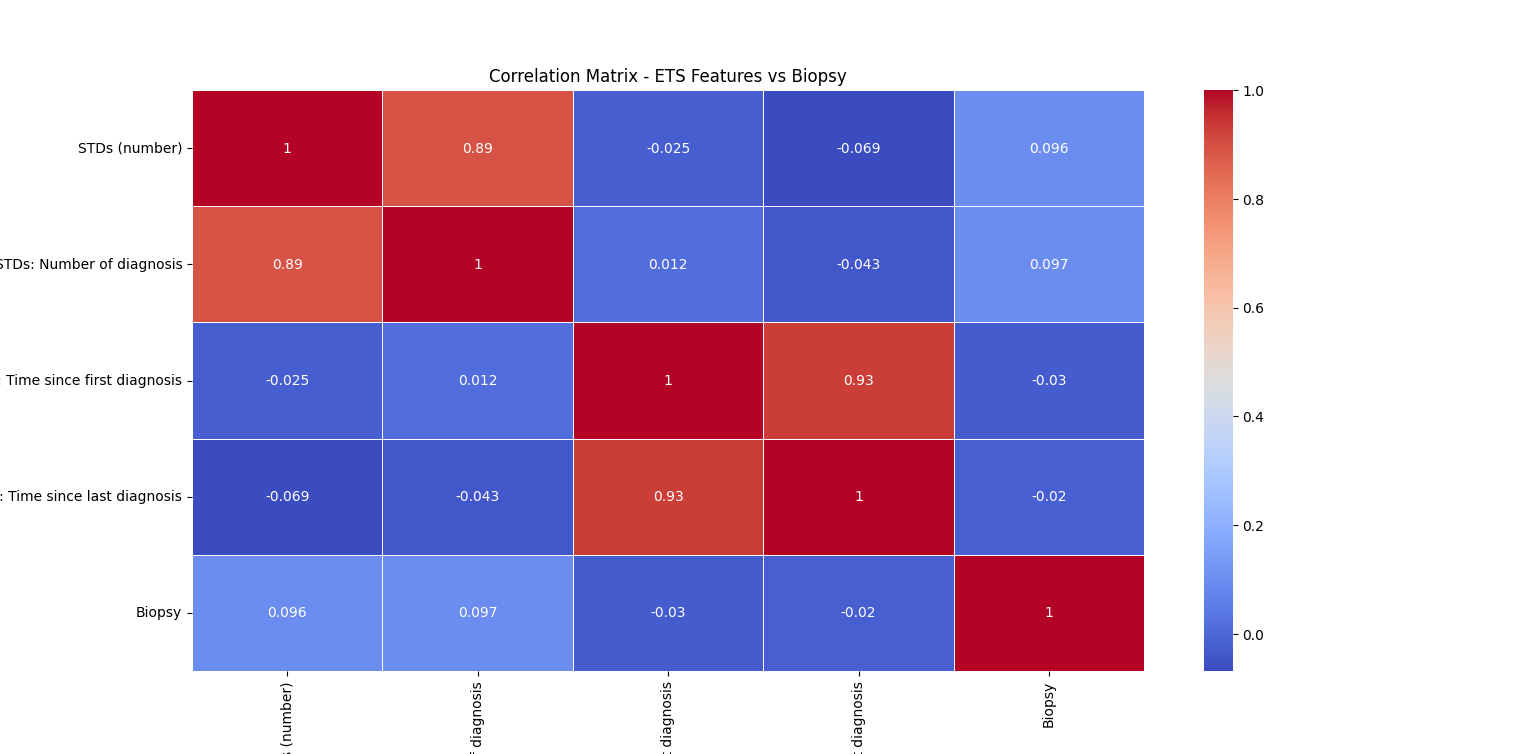 Correlation Matrix - ETS Features vs Biopsy
STDs (number) 1 0.89 -0.025 -0.069 0.096
STDs: Number of diagnosis 0.89 1 0.012 -0.043 0.097
: Time since first diagnosis -0.025 0.012 1 0.93 -0.03
: Time since last diagnosis -0.069 -0.043 0.93 1 -0.02
Biopsy 0.096 0.097 -0.03 -0.02 1
(number)
diagnosis
diagnosis
diagnosis
Biopsy
1.0
0.8
0.6
0.4
0.2
0.0